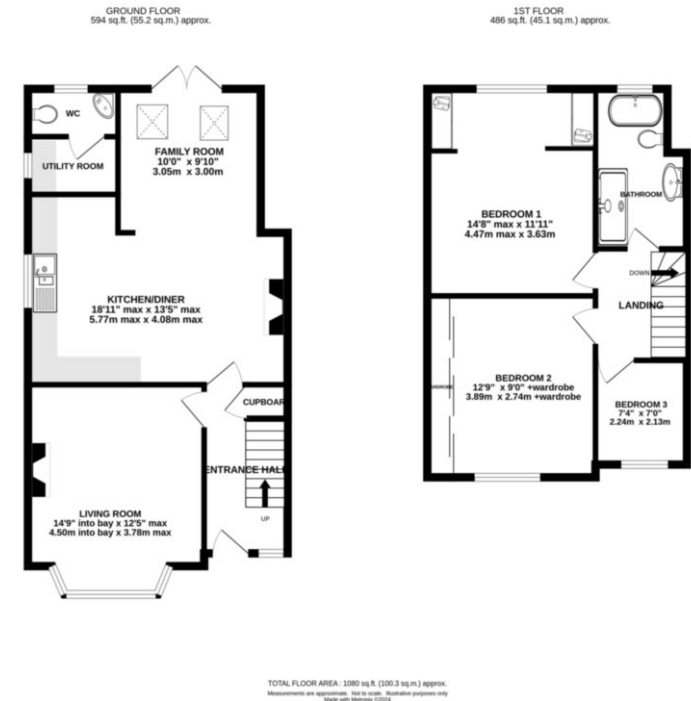 GROUND FLOOR
594 sq.ft. (55.2 sq.m.) approx.
WC
UTILITY ROOM
FAMILY ROOM
10'0" x 9'10"
3.05m x 3.00m
KITCHEN/DINER
18'11" max x 13'5" max
5.77m max x 4.08m max
CUPBOAR
ENTRANCE HALL
UP
LIVING ROOM
14'9" into bay x 12'5" max
4.50m into bay x 3.78m max
1ST FLOOR
486 sq.ft. (45.1 sq.m.) approx.
BATHROOM
BEDROOM 1
14'8" max x 11'11"
4.47m max x 3.63m
DOWN
LANDING
BEDROOM 2
12'9" x 9'0" +wardrobe
3.89m x 2.74m +wardrobe
BEDROOM 3
7'4" x 7'0"
2.24m x 2.13m
TOTAL FLOOR AREA : 1080 sq.ft. (100.3 sq.m.) approx.
Measurements are approximate. Not to scale. Illustrative purposes only
Made with Metropix ©2024